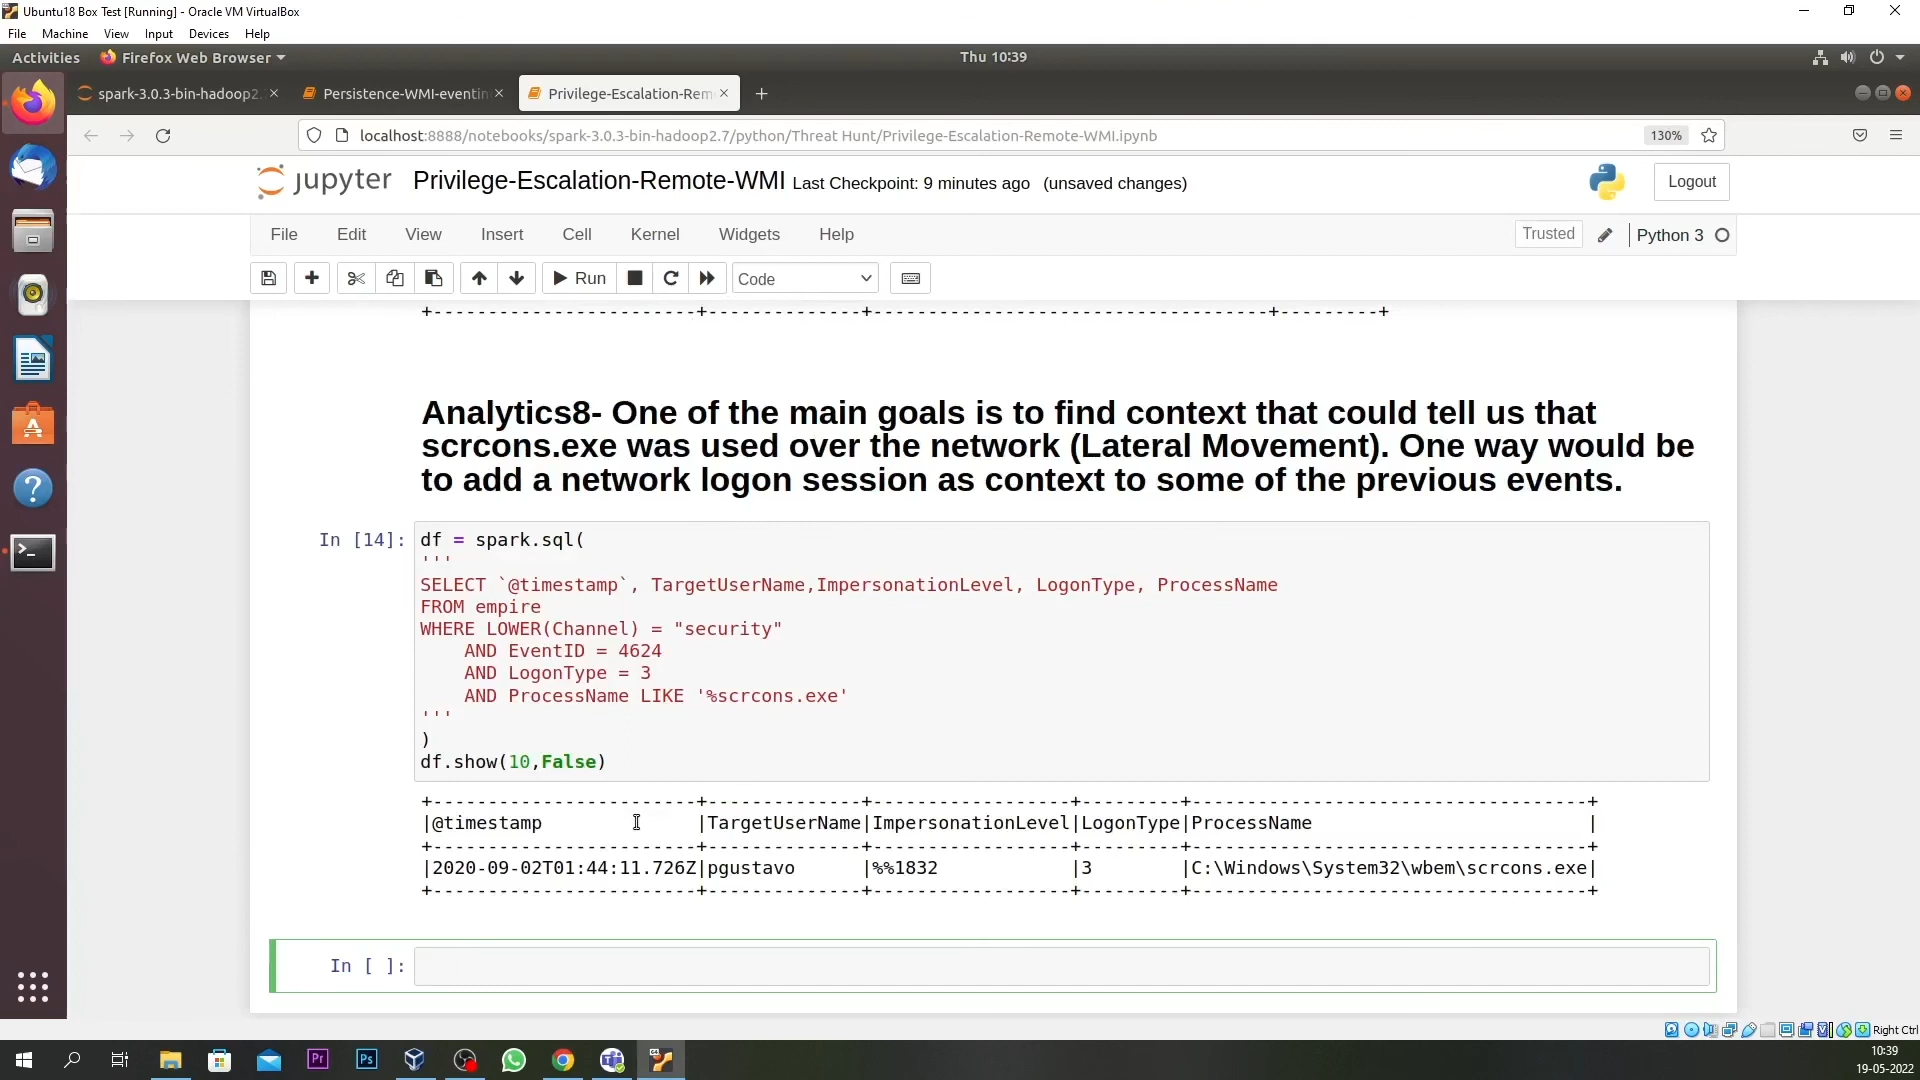 Ubuntu18 Box Test [Running] - Oracle VM VirtualBox
File Machine View Input Devices Help
Activities Firefox Web Browser Thu 10:39
spark-3.0.3-bin-hadoop2. Persistence-WMI-eventin Privilege-Escalation-Rem
localhost:8888/notebooks/spark-3.0.3-bin-hadoop2.7/python/Threat Hunt/Privilege-Escalation-Remote-WMI.ipynb 130%
jupyter Privilege-Escalation-Remote-WMI Last Checkpoint: 9 minutes ago (unsaved changes) Logout
File Edit View Insert Cell Kernel Widgets Help Trusted Python 3
Run Code
+------------------------+--------------+------------------------------------+---------+
Analytics8- One of the main goals is to find context that could tell us that
scrcons.exe was used over the network (Lateral Movement). One way would be
to add a network logon session as context to some of the previous events.
In [14]: df = spark.sql(
'''
SELECT `@timestamp`, TargetUserName,ImpersonationLevel, LogonType, ProcessName
FROM empire
WHERE LOWER(Channel) = "security"
AND EventID = 4624
AND LogonType = 3
AND ProcessName LIKE '%scrcons.exe'
'''
)
df.show(10,False)
+------------------------+--------------+------------------+---------+------------------------------------+
|@timestamp |TargetUserName|ImpersonationLevel|LogonType|ProcessName |
+------------------------+--------------+------------------+---------+------------------------------------+
|2020-09-02T01:44:11.726Z|pgustavo |%%1832 |3 |C:\Windows\System32\wbem\scrcons.exe|
+------------------------+--------------+------------------+---------+------------------------------------+
In [ ]:
Right Ctrl
Pr Ps
10:39
19-05-2022